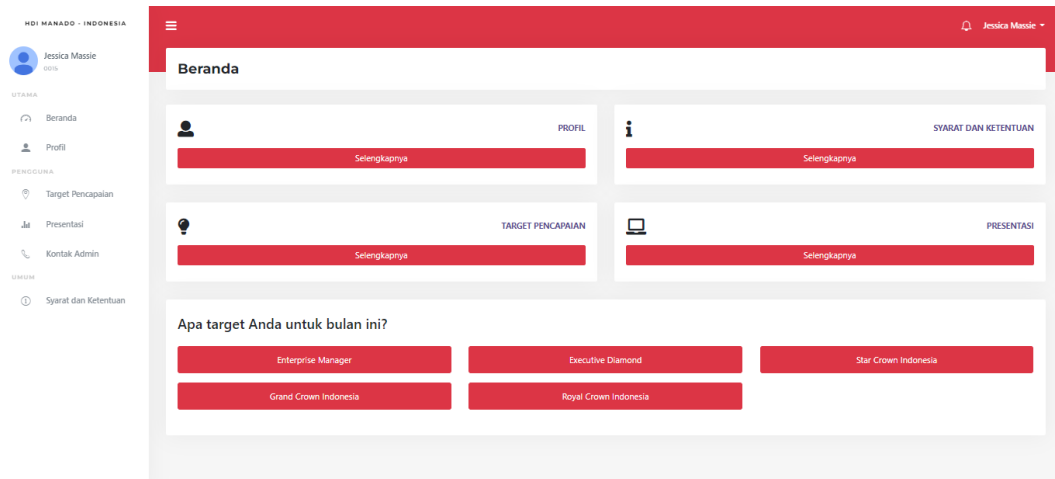 HDI MANADO - INDONESIA
Jessica Massie
UTAMA
Beranda
Profil
PENGGUNA
Target Pencapaian
Presentasi
Kontak Admin
UMUM
Syarat dan Ketentuan
Jessica Massie
Beranda
PROFIL
Selengkapnya
SYARAT DAN KETENTUAN
Selengkapnya
TARGET PENCAPAIAN
Selengkapnya
PRESENTASI
Selengkapnya
Apa target Anda untuk bulan ini?
Enterprise Manager
Executive Diamond
Star Crown Indonesia
Grand Crown Indonesia
Royal Crown Indonesia